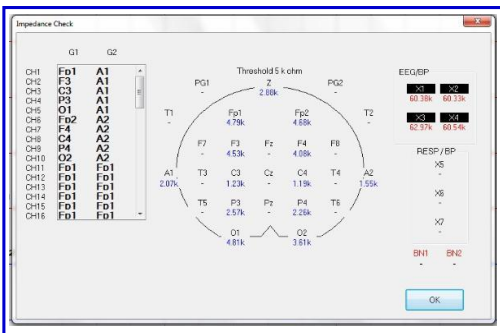 Impedance Check
G1 G2
CH1 Fp1 A1
CH2 F3 A1
CH3 C3 A1
CH4 P3 A1
CH5 O1 A1
CH6 Fp2 A2
CH7 F4 A2
CH8 C4 A2
CH9 P4 A2
CH10 O2 A2
CH11 Fp1 Fp1
CH12 Fp1 Fp1
CH13 Fp1 Fp1
CH14 Fp1 Fp1
CH15 Fp1 Fp1
CH16 Fp1 Fp1
Threshold 5 k ohm
PG1 Z PG2
- 2.88k -
T1 Fp1 Fp2 T2
- 4.79k 4.68k -
F7 F3 Fz F4 F8
- 4.53k - 4.08k -
A1 T3 C3 Cz C4 T4 A2
2.07k - 1.23k - 1.19k - 1.55k
T5 P3 Pz P4 T6
- 2.57k - 2.26k -
O1 O2
4.81k 3.61k
EEG/BP
X1 X2
60.38k 60.33k
X3 X4
62.97k 60.54k
RESP / BP
X5
-
X6
-
X7
-
BN1 BN2
- -
OK